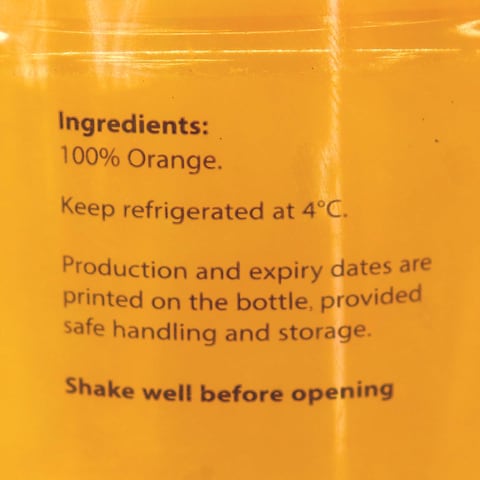 Ingredients:
100% Orange.
Keep refrigerated at 4°C.
Production and expiry dates are
printed on the bottle, provided
safe handling and storage.
Shake well before opening